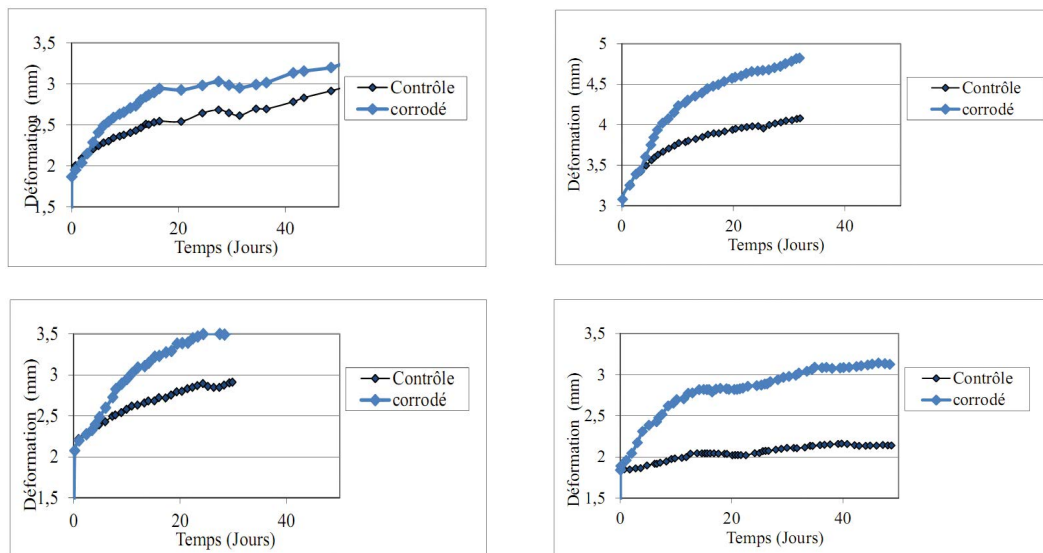 3,5
3
2,5
2
1,5
Déformation (mm)
0
20
40
Temps (Jours)
Contrôle
corrodé
5
4,5
4
3,5
3
Déformation (mm)
0
20
40
Temps (Jours)
Contrôle
corrodé
3,5
3
2,5
2
1,5
Déformation (mm)
0
20
40
Temps (Jours)
Contrôle
corrodé
3,5
3
2,5
2
1,5
Déformation (mm)
0
20
40
Temps (Jours)
Contrôle
corrodé